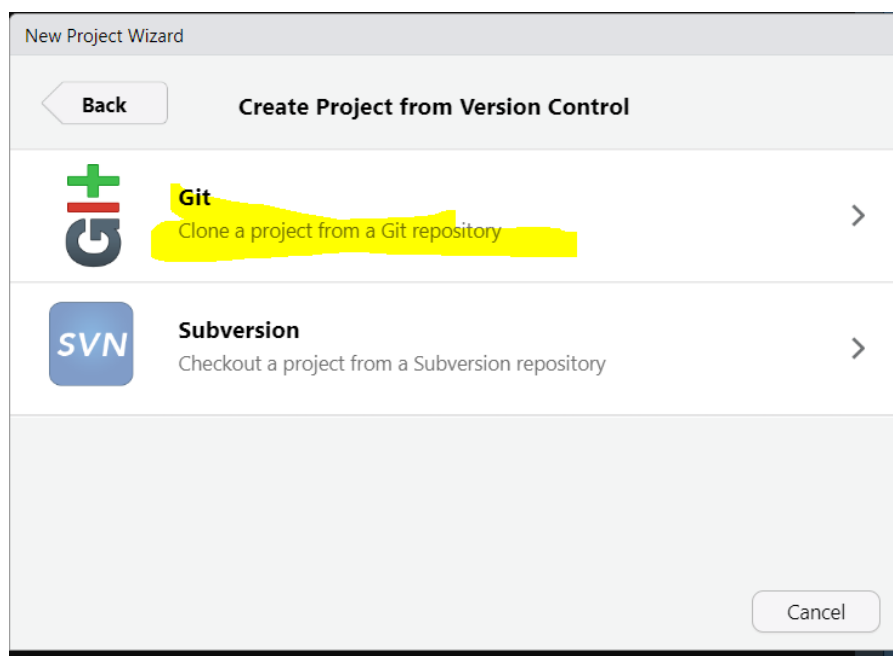 New Project Wizard
Back
Create Project from Version Control
Git
Git
Clone a project from a Git repository
SVN
Subversion
Checkout a project from a Subversion repository
Cancel